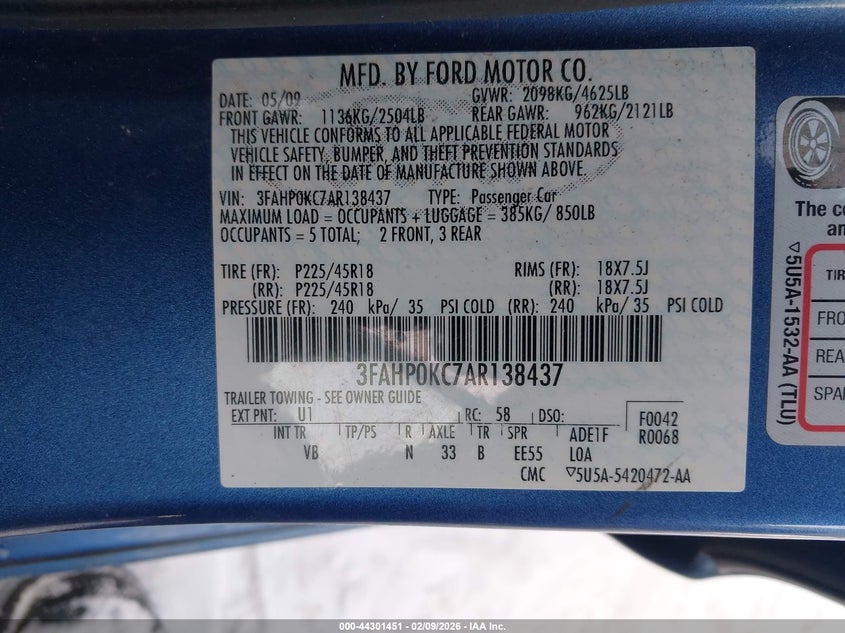 MFD. BY FORD MOTOR CO.
DATE: 05/09 GVWR: 2098KG/4625LB
FRONT GAWR: 1136KG/2504LB REAR GAWR: 962KG/2121LB
THIS VEHICLE CONFORMS TO ALL APPLICABLE FEDERAL MOTOR
VEHICLE SAFETY, BUMPER, AND THEFT PREVENTION STANDARDS
IN EFFECT ON THE DATE OF MANUFACTURE SHOWN ABOVE.
VIN: 3FAHP0KC7AR138437 TYPE: Passenger Car
MAXIMUM LOAD = OCCUPANTS + LUGGAGE = 385KG/ 850LB
OCCUPANTS = 5 TOTAL; 2 FRONT, 3 REAR
TIRE (FR): P225/45R18 RIMS (FR): 18X7.5J
(RR): P225/45R18 (RR): 18X7.5J
PRESSURE (FR): 240 kPa/ 35 PSI COLD (RR): 240 kPa/ 35 PSI COLD
3FAHP0KC7AR138437
TRAILER TOWING - SEE OWNER GUIDE
EXT PNT: U1 RC: 58 DSO: F0042
R0068
INT TR TP/PS R AXLE TR SPR ADE1F
VB N 33 B EE55 LOA
CMC ▽5U5A-5420472-AA
The co
an
▽5U5A-1532-AA (TLU)
TIR
FRO
REA
SPA
000-44301451 - 02/09/2026 - IAA Inc.